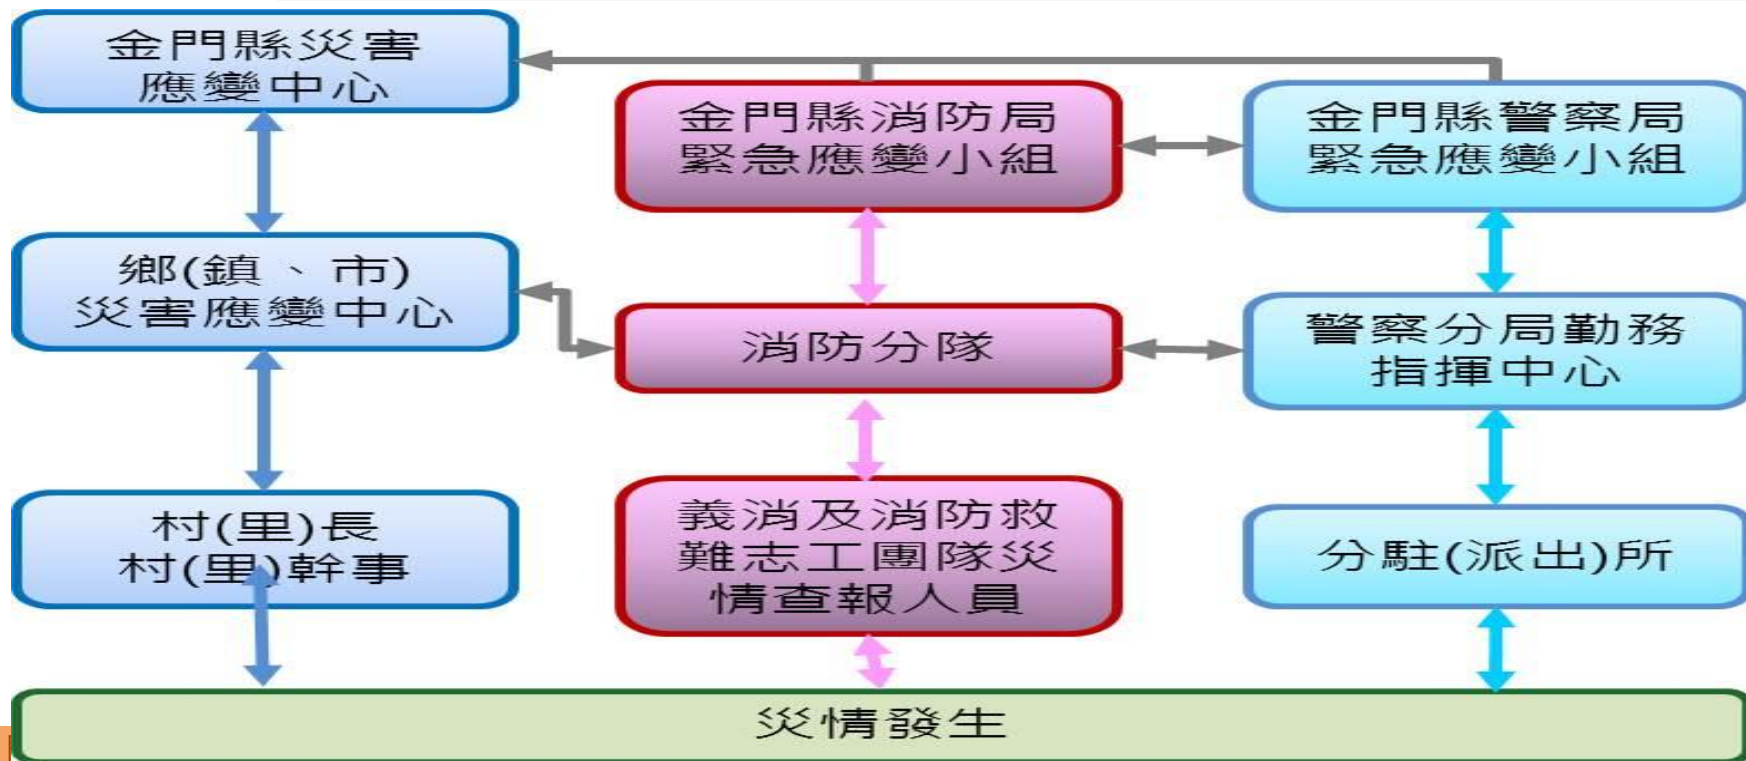 金門縣災害
應變中心
金門縣消防局
緊急應變小組
金門縣警察局
緊急應變小組
鄉(鎮、市)
災害應變中心
消防分隊
警察分局勤務
指揮中心
村(里)長
村(里)幹事
義消及消防救
難志工團隊災
情查報人員
分駐(派出)所
災情發生